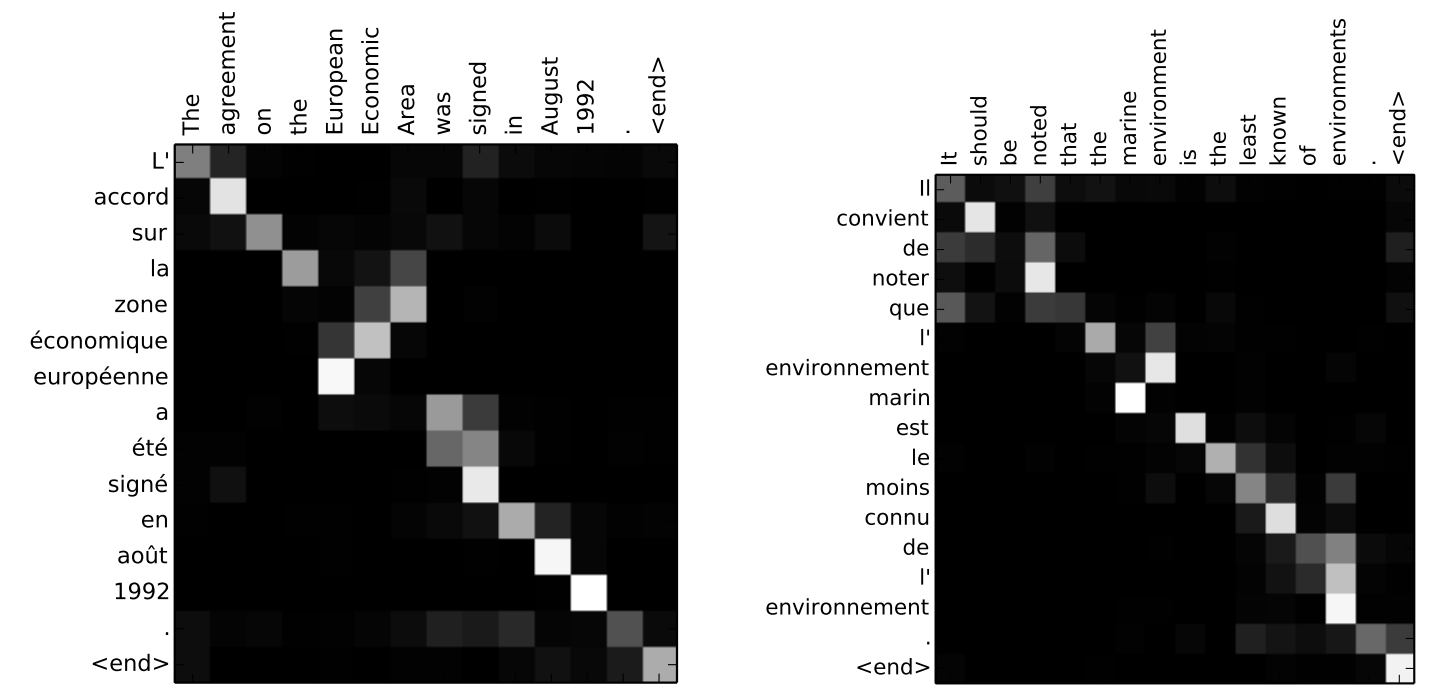 The
agreement
on
the
European
Economic
Area
was
signed
in
August
1992
.
<end>
L'
accord
sur
la
zone
économique
européenne
a
été
signé
en
août
1992
.
<end>
It
should
be
noted
that
the
marine
environment
is
the
least
known
of
environments
.
<end>
Il
convient
de
noter
que
l'
environnement
marin
est
le
moins
connu
de
l'
environnement
.
<end>